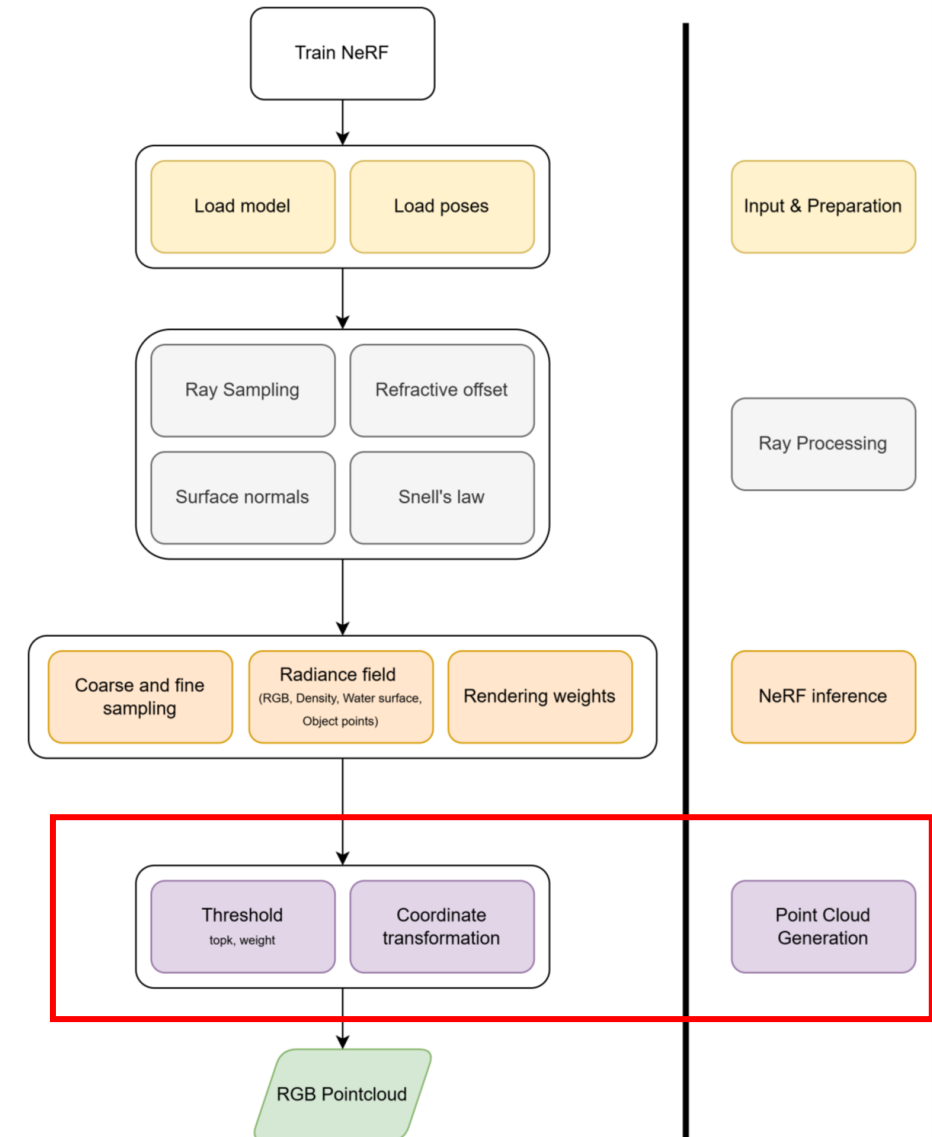 Train NeRF
Load model
Load poses
Input & Preparation
Ray Sampling
Refractive offset
Surface normals
Snell's law
Ray Processing
Coarse and fine
sampling
Radiance field
(RGB, Density, Water surface,
Object points)
Rendering weights
NeRF inference
Threshold
topk, weight
Coordinate
transformation
Point Cloud
Generation
RGB Pointcloud